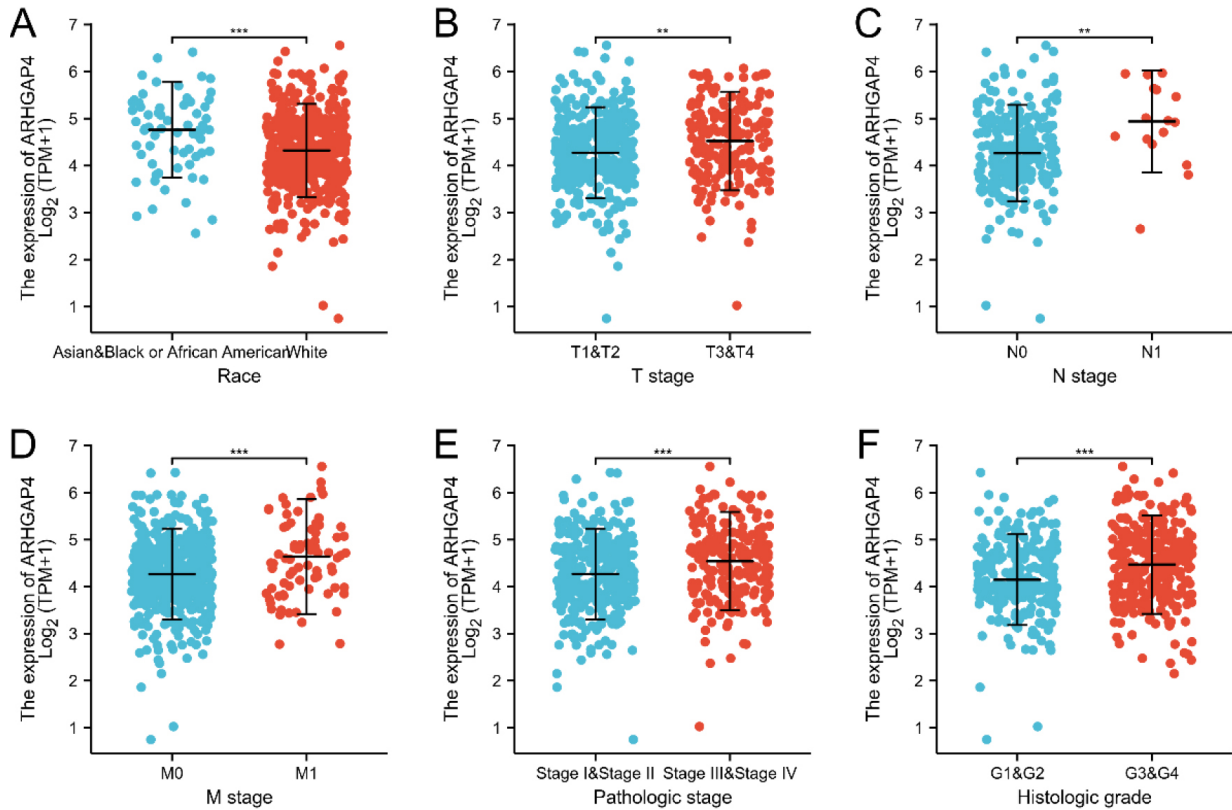 A
The expression of ARHGAP4
Log2 (TPM+1)
7
6
5
4
3
2
1
***
Asian&Black or African American
White
Race
B
The expression of ARHGAP4
Log2 (TPM+1)
7
6
5
4
3
2
1
**
T1&T2
T3&T4
T stage
C
The expression of ARHGAP4
Log2 (TPM+1)
7
6
5
4
3
2
1
**
N0
N1
N stage
D
The expression of ARHGAP4
Log2 (TPM+1)
7
6
5
4
3
2
1
***
M0
M1
M stage
E
The expression of ARHGAP4
Log2 (TPM+1)
7
6
5
4
3
2
1
***
Stage I&Stage II
Stage III&Stage IV
Pathologic stage
F
The expression of ARHGAP4
Log2 (TPM+1)
7
6
5
4
3
2
1
***
G1&G2
G3&G4
Histologic grade